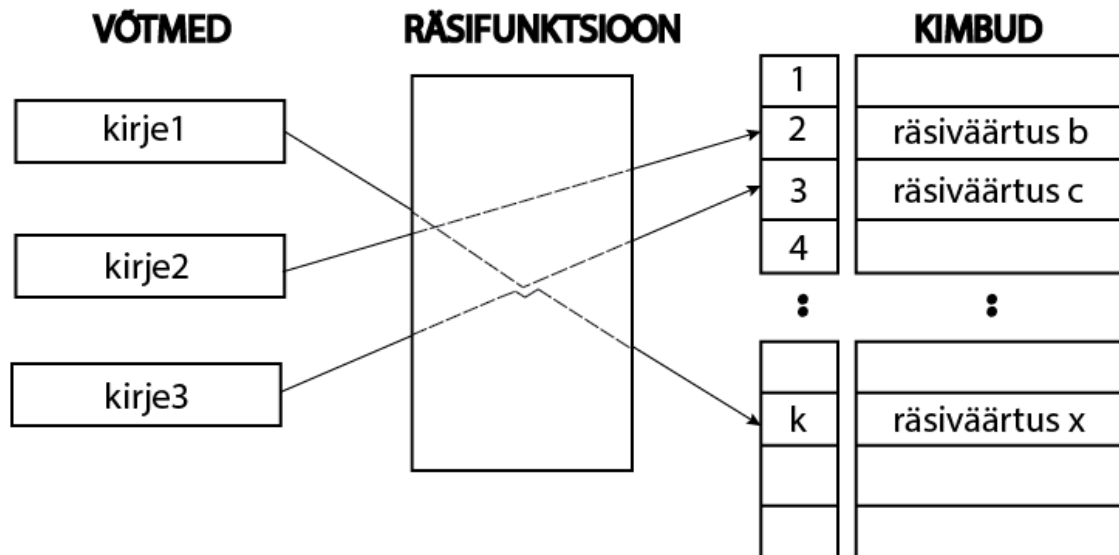 VÕTMED
RÄSIFUNKTSIOON
KIMBUD
kirje1
kirje2
kirje3
1
2
räsiväärtus b
3
räsiväärtus c
4
k
räsiväärtus x